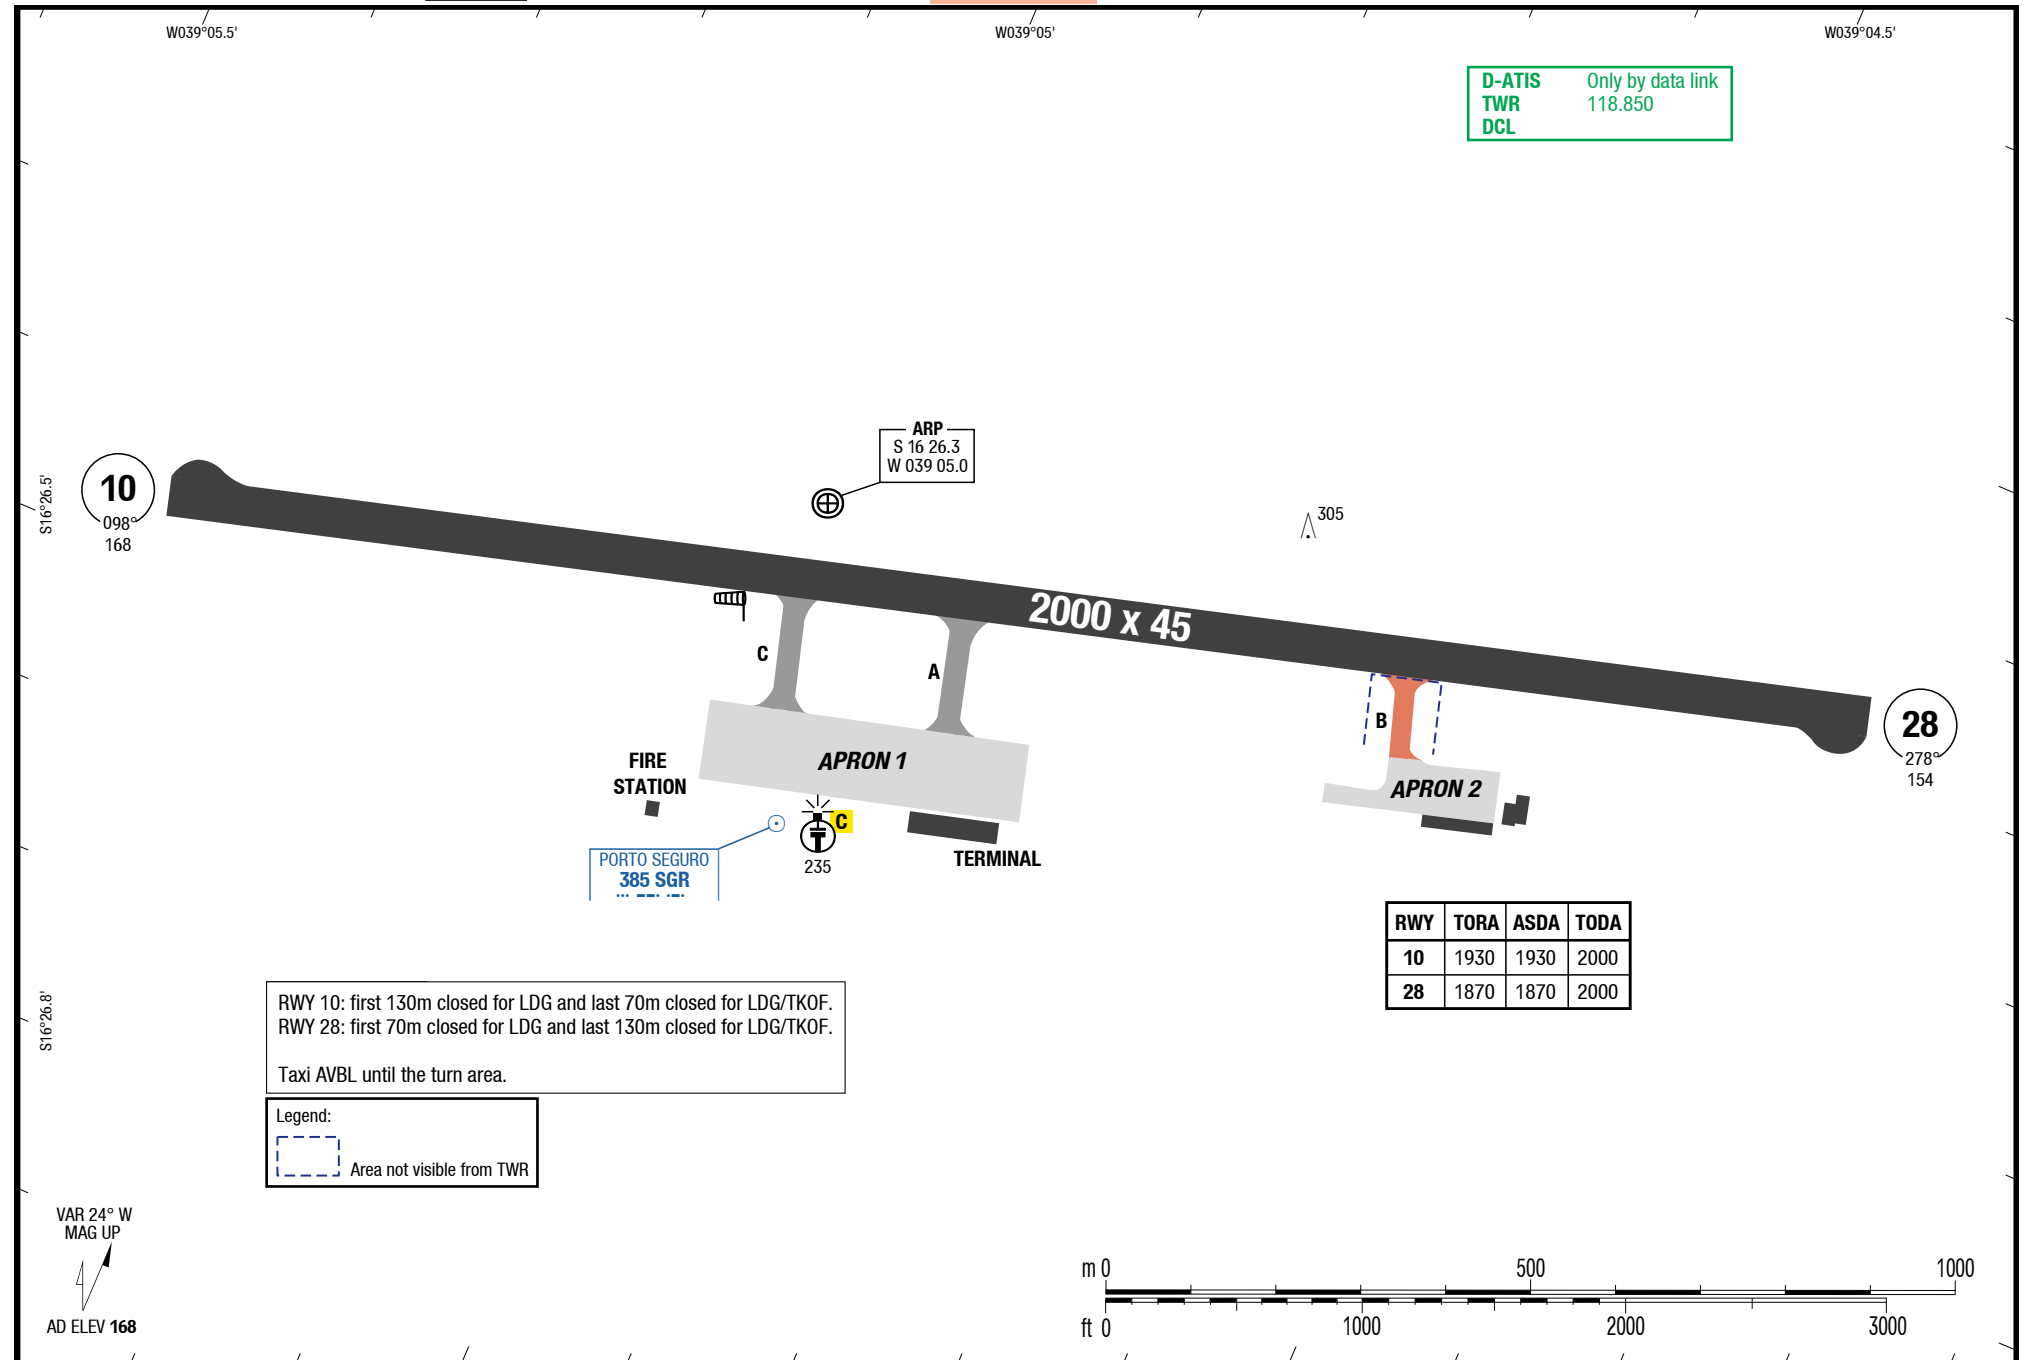 W039°05.5'
W039°05'
W039°04.5'
D-ATIS Only by data link
TWR 118.850
DCL
ARP
S 16 26.3
W 039 05.0
S16°26.5'
10
098°
168
305
2000 x 45
C
A
B
28
278°
154
APRON 1
APRON 2
FIRE
STATION
C
235
TERMINAL
PORTO SEGURO
385 SGR
RWY TORA ASDA TODA
10 1930 1930 2000
28 1870 1870 2000
S16°26.8'
RWY 10: first 130m closed for LDG and last 70m closed for LDG/TKOF.
RWY 28: first 70m closed for LDG and last 130m closed for LDG/TKOF.
Taxi AVBL until the turn area.
Legend:
Area not visible from TWR
VAR 24° W
MAG UP
AD ELEV 168
m 0 500 1000
ft 0 1000 2000 3000